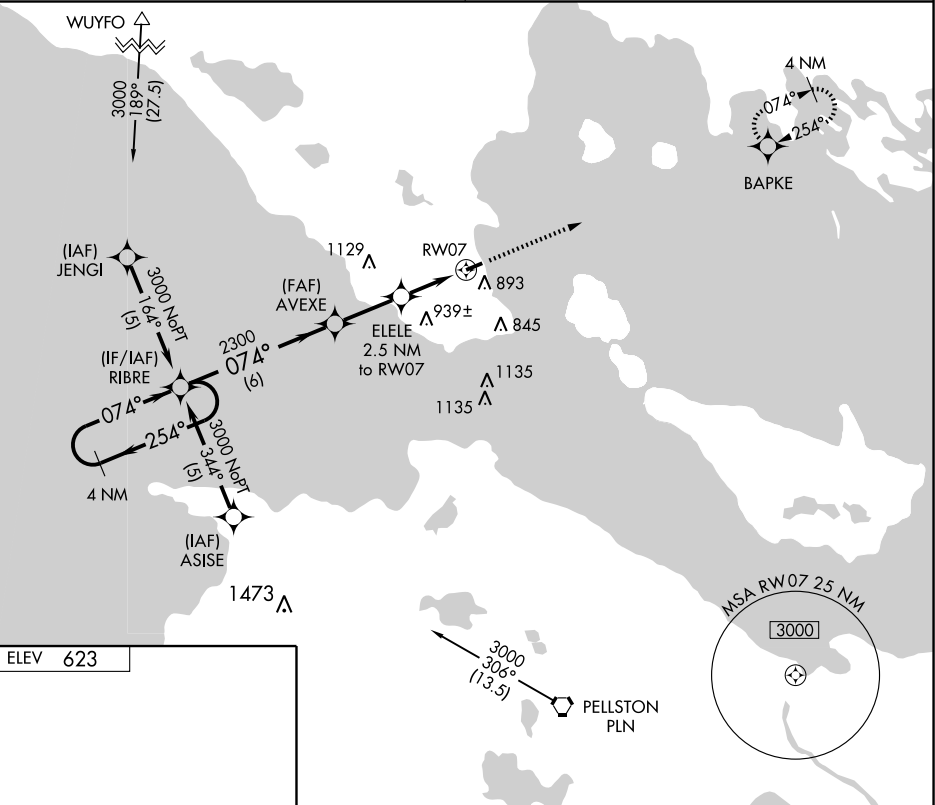 WUYFO
3000
189°
(27.5)
4 NM
074°
254°
BAPKE
(IAF)
JENGI
3000 NoPT
164°
(5)
1129
RW07
893
(FAF)
AVEXE
939±
845
ELELE
2.5 NM
to RW07
2300
074°
(6)
(IF/IAF)
RIBRE
1135
1135
074°
254°
4 NM
3000 NoPT
344°
(5)
(IAF)
ASISE
1473
MSA RW07 25 NM
3000
ELEV 623
3000
306°
(13.5)
PELLSTON
PLN